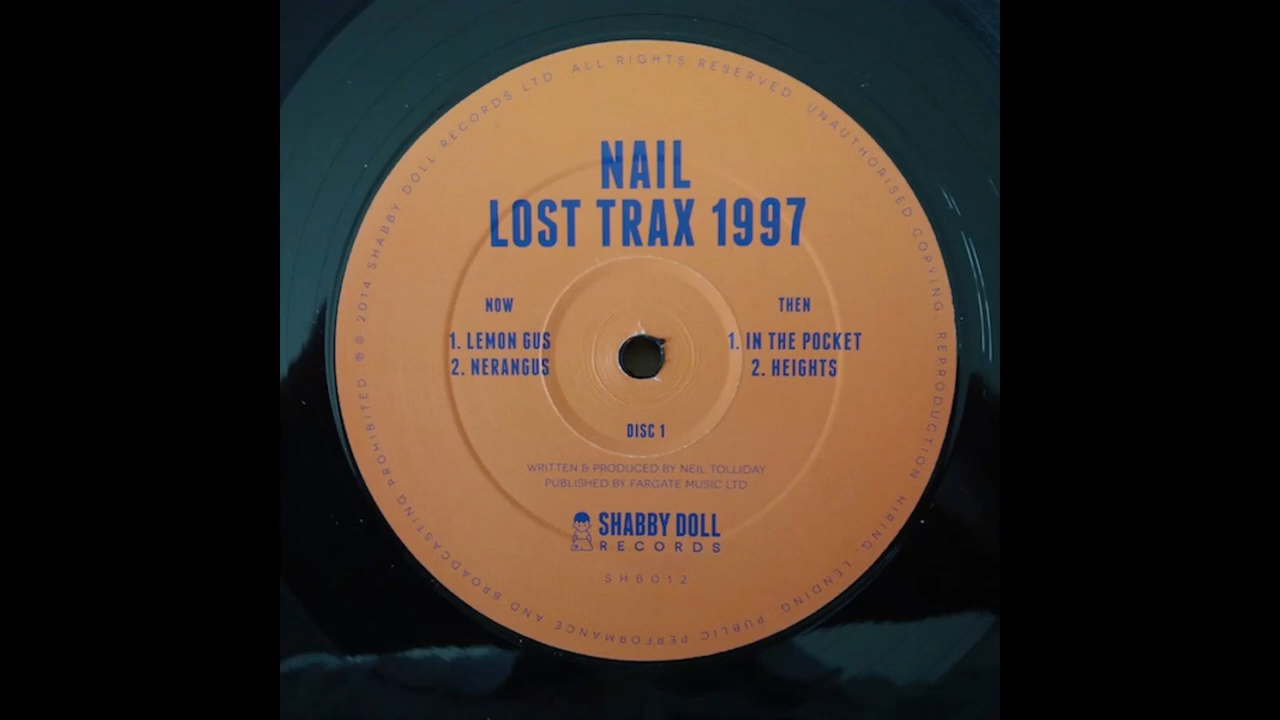 NAIL
LOST TRAX 1997
NOW
1. LEMON GUS
2. NERANGUS
THEN
1. IN THE POCKET
2. HEIGHTS
DISC 1
WRITTEN & PRODUCED BY NEIL TOLLIDAY
PUBLISHED BY FARGATE MUSIC LTD
SHABBY DOLL
RECORDS
SHB012
℗ © 2014 SHABBY DOLL RECORDS LTD. ALL RIGHTS RESERVED. UNAUTHORISED COPYING, REPRODUCTION, HIRING, LENDING, PUBLIC PERFORMANCE AND BROADCASTING PROHIBITED